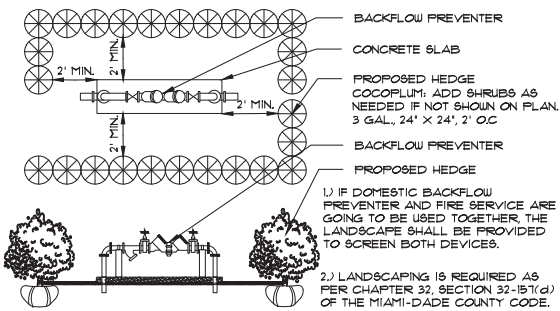 BACKFLOW PREVENTER
CONCRETE SLAB
2' MIN.
2' MIN.
2' MIN.
PROPOSED HEDGE
COCOPLUM: ADD SHRUBS AS
NEEDED IF NOT SHOWN ON PLAN.
3 GAL., 24" X 24", 2' O.C
BACKFLOW PREVENTER
PROPOSED HEDGE
1.) IF DOMESTIC BACKFLOW
PREVENTER AND FIRE SERVICE ARE
GOING TO BE USED TOGETHER, THE
LANDSCAPE SHALL BE PROVIDED
TO SCREEN BOTH DEVICES.
2.) LANDSCAPING IS REQUIRED AS
PER CHAPTER 32, SECTION 32-157(d)
OF THE MIAMI-DADE COUNTY CODE.